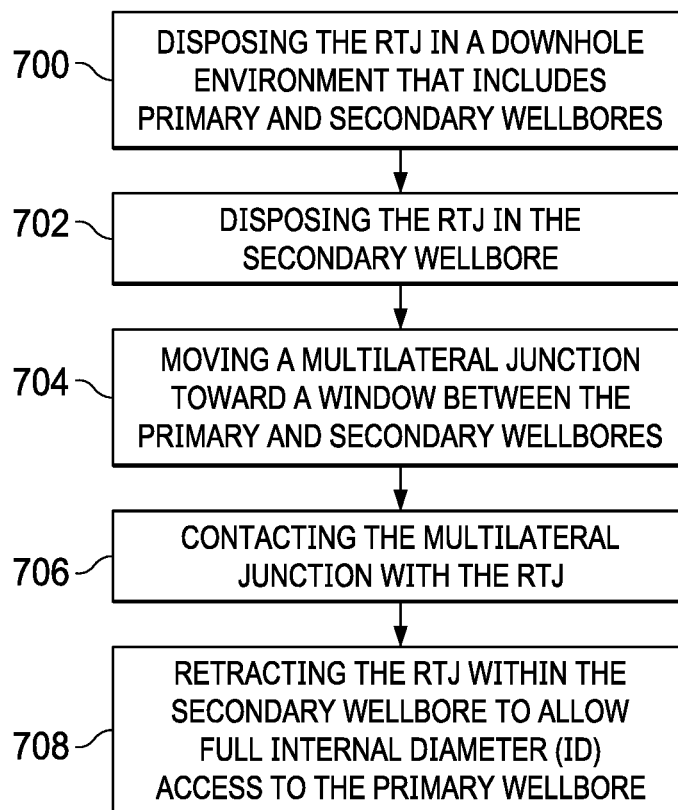 700
DISPOSING THE RTJ IN A DOWNHOLE
ENVIRONMENT THAT INCLUDES
PRIMARY AND SECONDARY WELLBORES
702
DISPOSING THE RTJ IN THE
SECONDARY WELLBORE
704
MOVING A MULTILATERAL JUNCTION
TOWARD A WINDOW BETWEEN THE
PRIMARY AND SECONDARY WELLBORES
706
CONTACTING THE MULTILATERAL
JUNCTION WITH THE RTJ
708
RETRACTING THE RTJ WITHIN THE
SECONDARY WELLBORE TO ALLOW
FULL INTERNAL DIAMETER (ID)
ACCESS TO THE PRIMARY WELLBORE